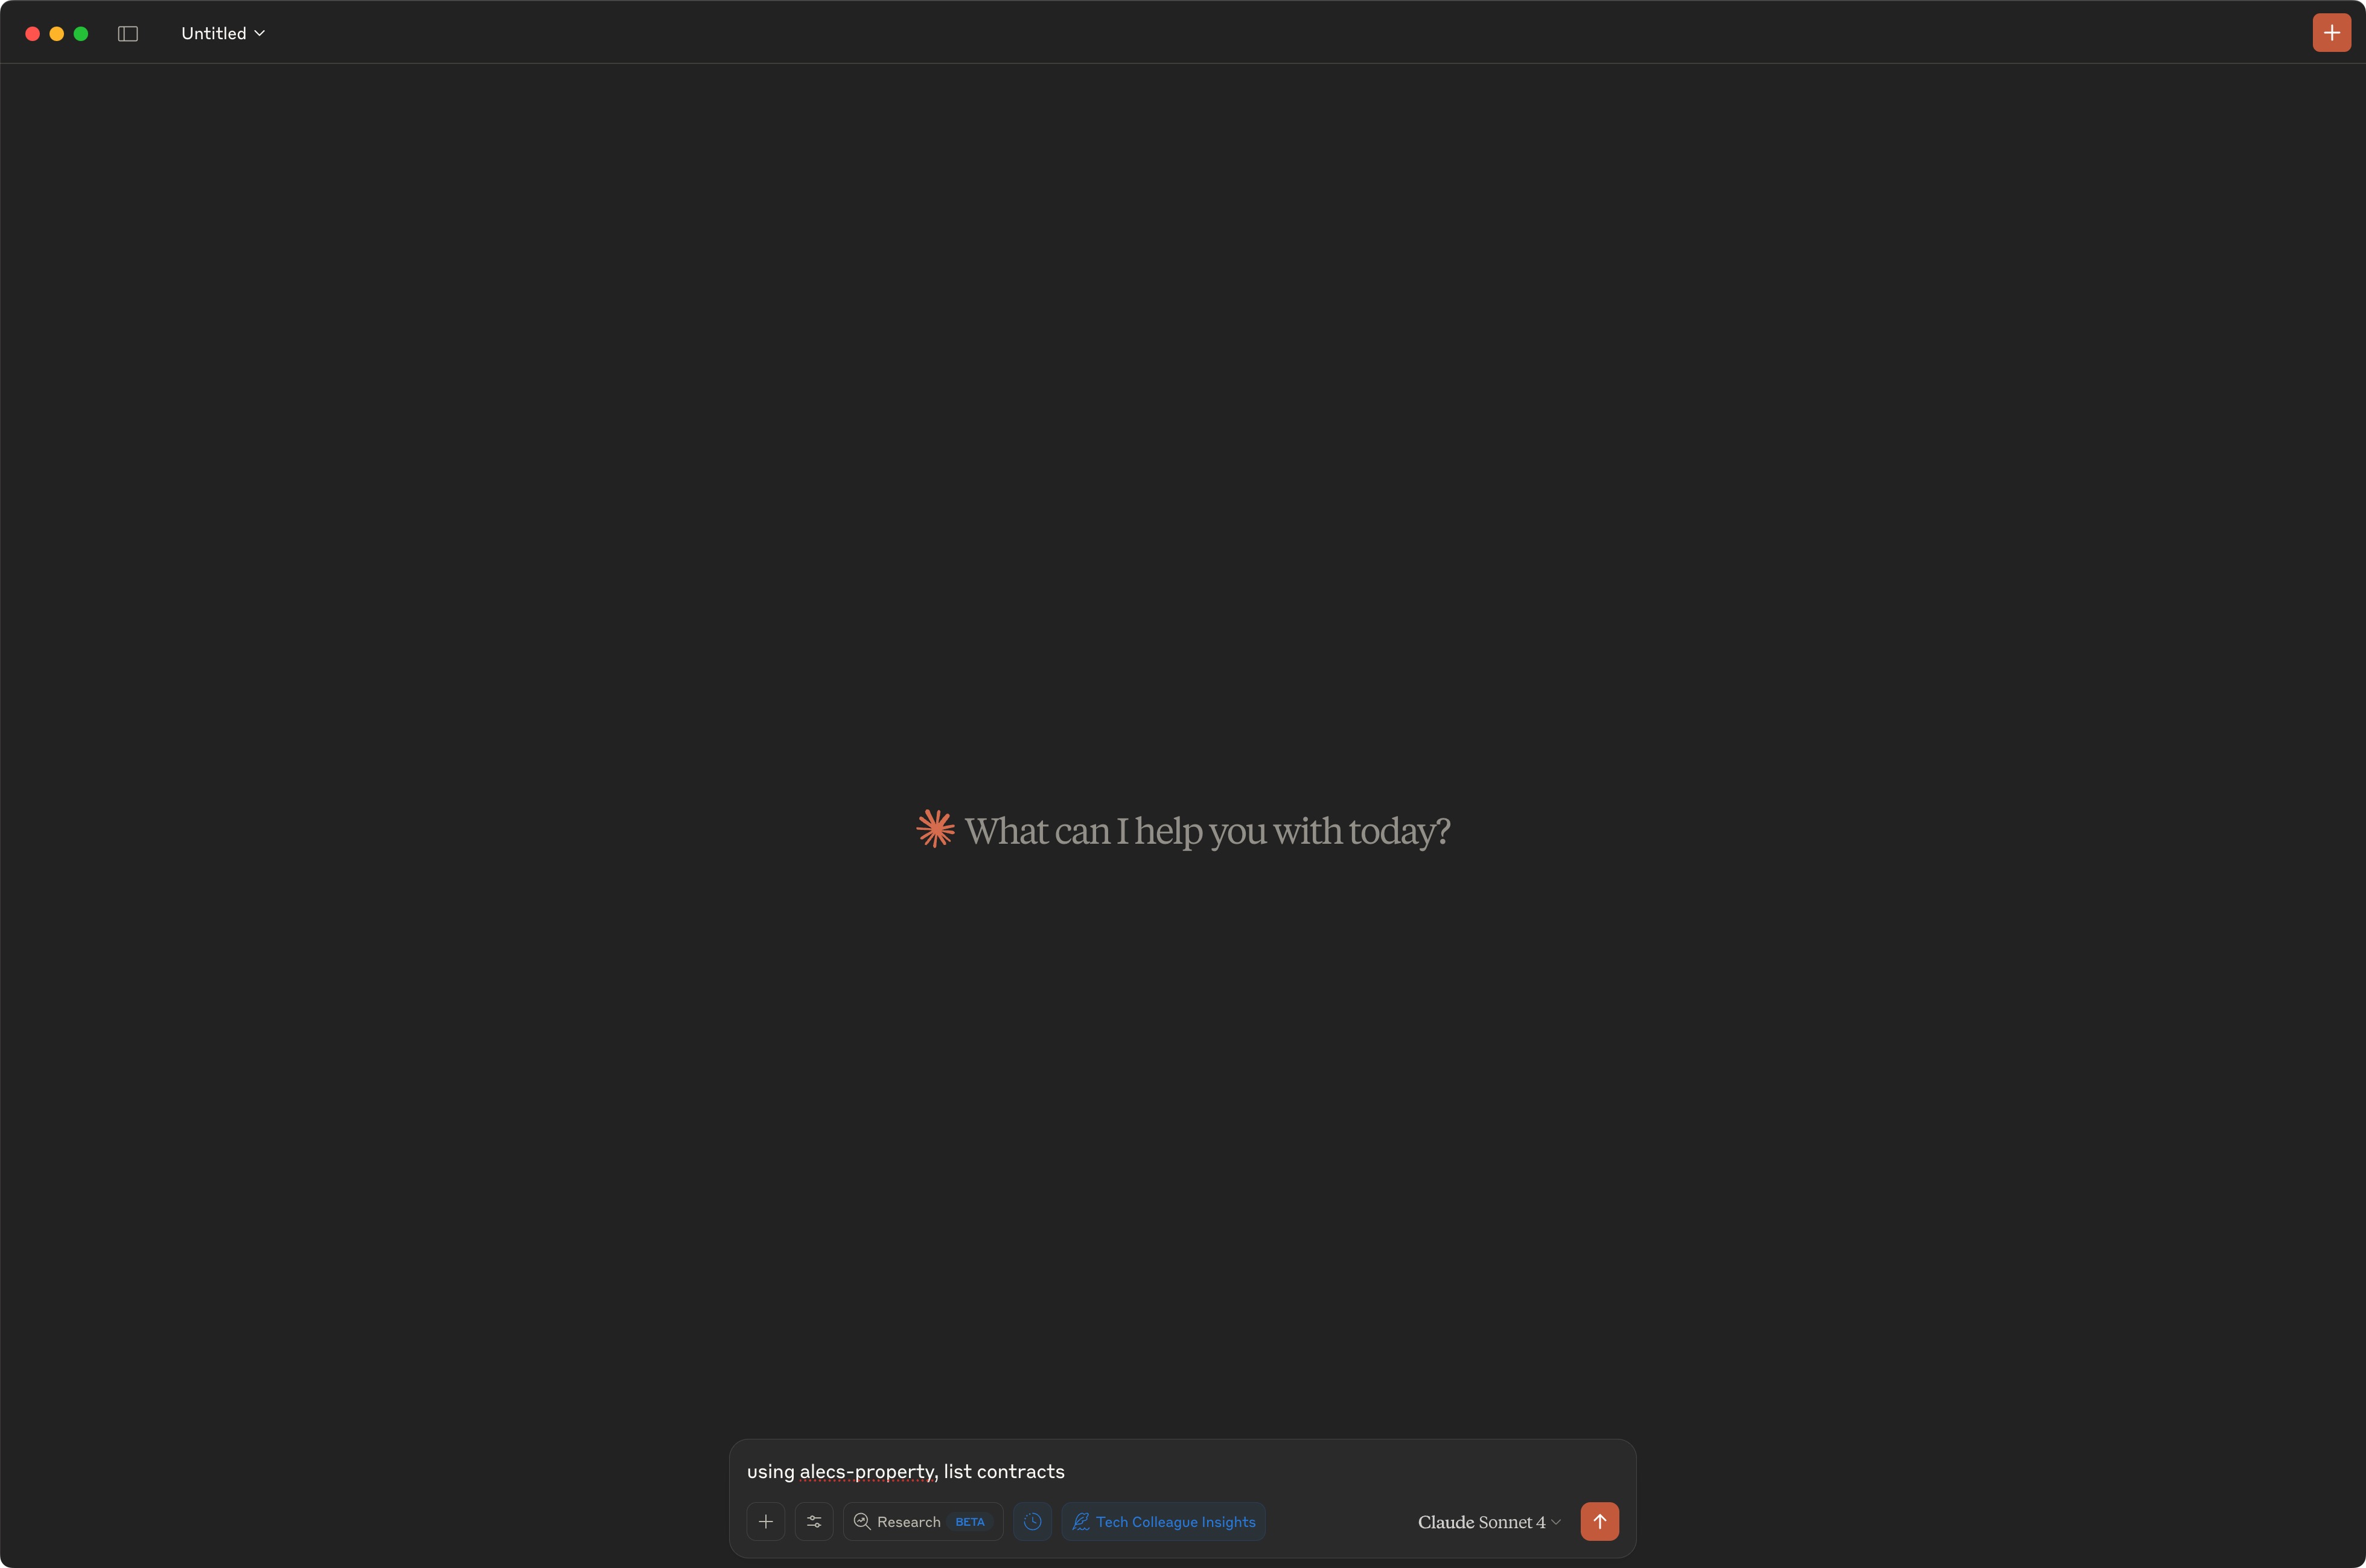 Untitled
What can I help you with today?
using alecs-property, list contracts
Research BETA Tech Colleague Insights Claude Sonnet 4